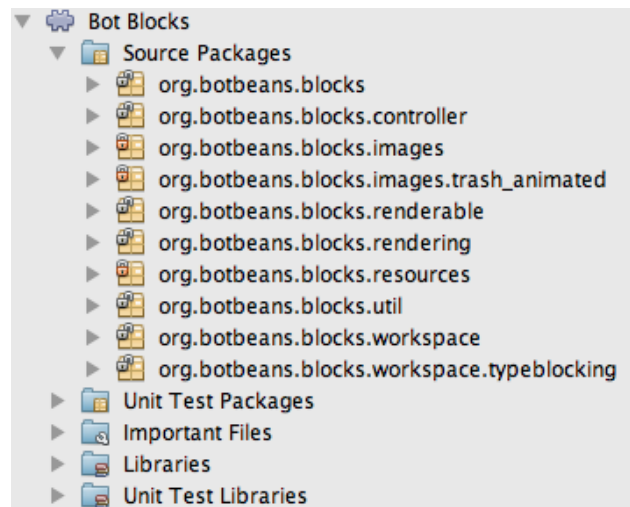 Bot Blocks
Source Packages
org.botbeans.blocks
org.botbeans.blocks.controller
org.botbeans.blocks.images
org.botbeans.blocks.images.trash_animated
org.botbeans.blocks.renderable
org.botbeans.blocks.rendering
org.botbeans.blocks.resources
org.botbeans.blocks.util
org.botbeans.blocks.workspace
org.botbeans.blocks.workspace.typeblocking
Unit Test Packages
Important Files
Libraries
Unit Test Libraries